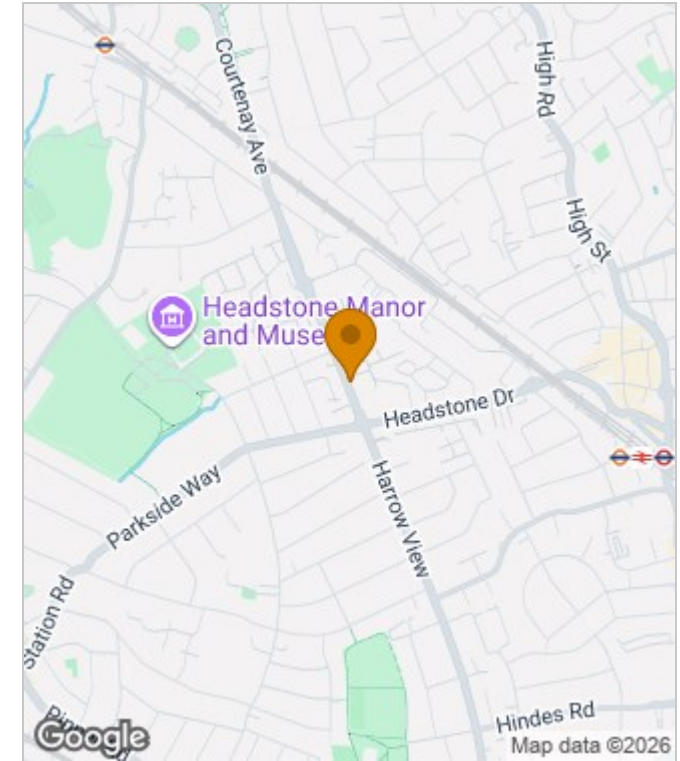 Courtenay Ave
High Rd
High St
Headstone Manor
and Muse
Headstone Dr
Parkside Way
Harrow View
Station Rd
Hindes Rd
Google
Map data ©2026